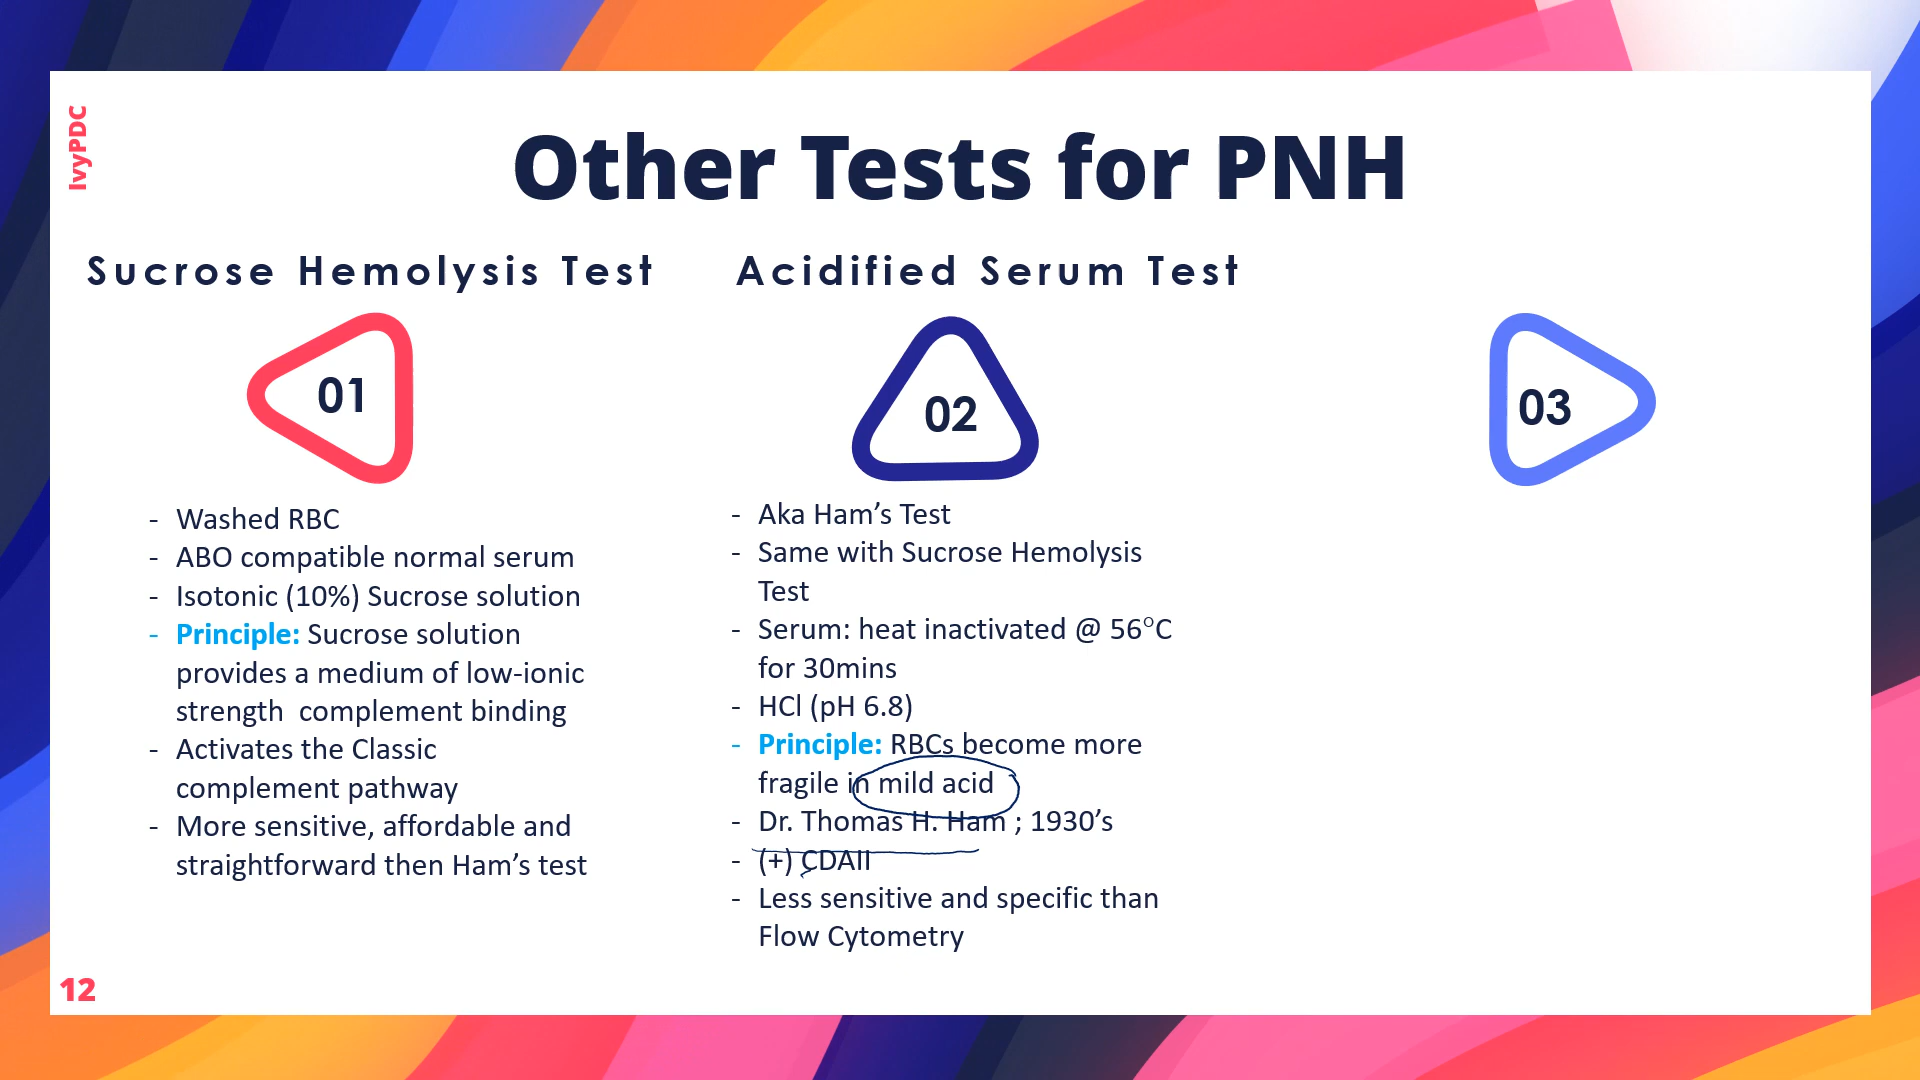 IvyPDC
Other Tests for PNH
Sucrose Hemolysis Test
01
- Washed RBC
- ABO compatible normal serum
- Isotonic (10%) Sucrose solution
- Principle: Sucrose solution
provides a medium of low-ionic
strength  complement binding
- Activates the Classic
complement pathway
- More sensitive, affordable and
straightforward then Ham’s test
Acidified Serum Test
02
- Aka Ham’s Test
- Same with Sucrose Hemolysis
Test
- Serum: heat inactivated @ 56°C
for 30mins
- HCl (pH 6.8)
- Principle: RBCs become more
fragile in mild acid
- Dr. Thomas H. Ham ; 1930’s
- (+) CDAII
- Less sensitive and specific than
Flow Cytometry
03
12